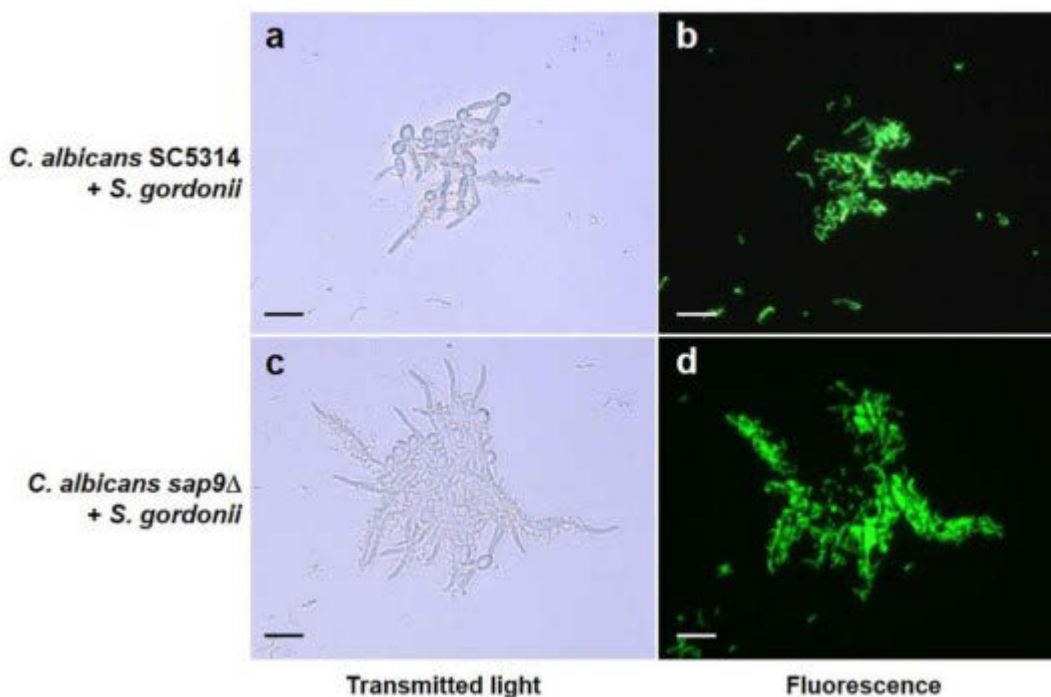 a
b
C. albicans SC5314
+ S. gordonii
c
d
C. albicans sap9Δ
+ S. gordonii
Transmitted light
Fluorescence